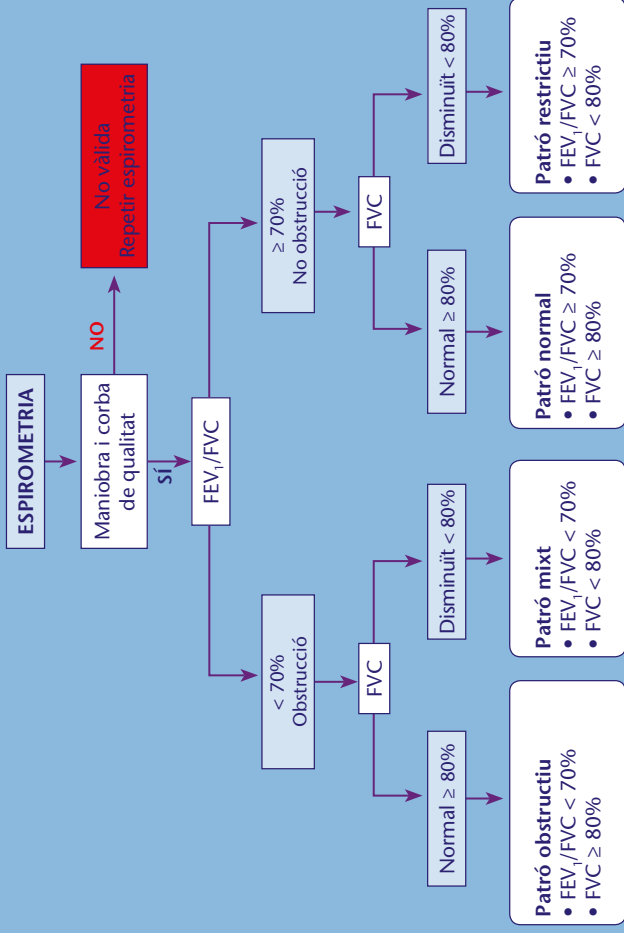 ESPIROMETRIA
Maniobra i corba
de qualitat
NO
No vàlida
Repetir espirometria
SÍ
FEV₁/FVC
< 70%
Obstrucció
≥ 70%
No obstrucció
FVC
FVC
Normal ≥ 80%
Disminuït < 80%
Normal ≥ 80%
Disminuït < 80%
Patró obstructiu
• FEV₁/FVC < 70%
• FVC ≥ 80%
Patró mixt
• FEV₁/FVC < 70%
• FVC < 80%
Patró normal
• FEV₁/FVC ≥ 70%
• FVC ≥ 80%
Patró restrictiu
• FEV₁/FVC ≥ 70%
• FVC < 80%